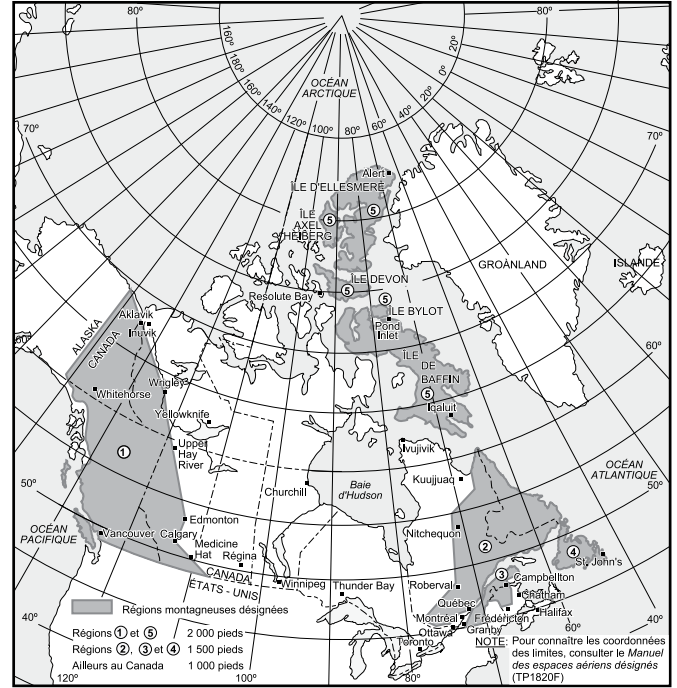 80º
80º
160º
180º
160º
140º
120º
100º
80º
60º
40º
20º
0º
20º
OCÉAN
ARCTIQUE
70º
70º
Alert
ÎLE D'ELLESMERE
5
ÎLE
AXEL
HEIBERG
5
GROÀNLAND
ISLANDE
ÎLE DEVON
5
Resolute Bay
5
ÎLE BYLOT
Pond
Inlet
Aklavik
Inuvik
ALASKA
CANADA
60º
60º
ÎLE
DE
BAFFIN
5
Iqaluit
Whitehorse
Wrigley
Yellowknife
1
Upper
Hay
River
Ivujivik
Kuujjuaq
OCÉAN
ATLANTIQUE
50º
50º
Churchill
Baie
d'Hudson
OCÉAN
PACIFIQUE
Edmonton
Vancouver
Calgary
Medicine
Hat
Régina
Nitchequon
2
4
St. John's
3
Campbellton
CANADA
ÉTATS - UNIS
Winnipeg
Thunder Bay
Roberval
Chatham
Québec
Frédéricton
Halifax
Montréal
Ottawa
Granby
Toronto
40º
40º
60º
Régions montagneuses désignées
Régions 1 et 5 2 000 pieds
Régions 2, 3 et 4 1 500 pieds
Ailleurs au Canada 1 000 pieds
NOTE: Pour connaître les coordonnées
des limites, consulter le Manuel
des espaces aériens désignés
(TP1820F)
120º
100º
80º